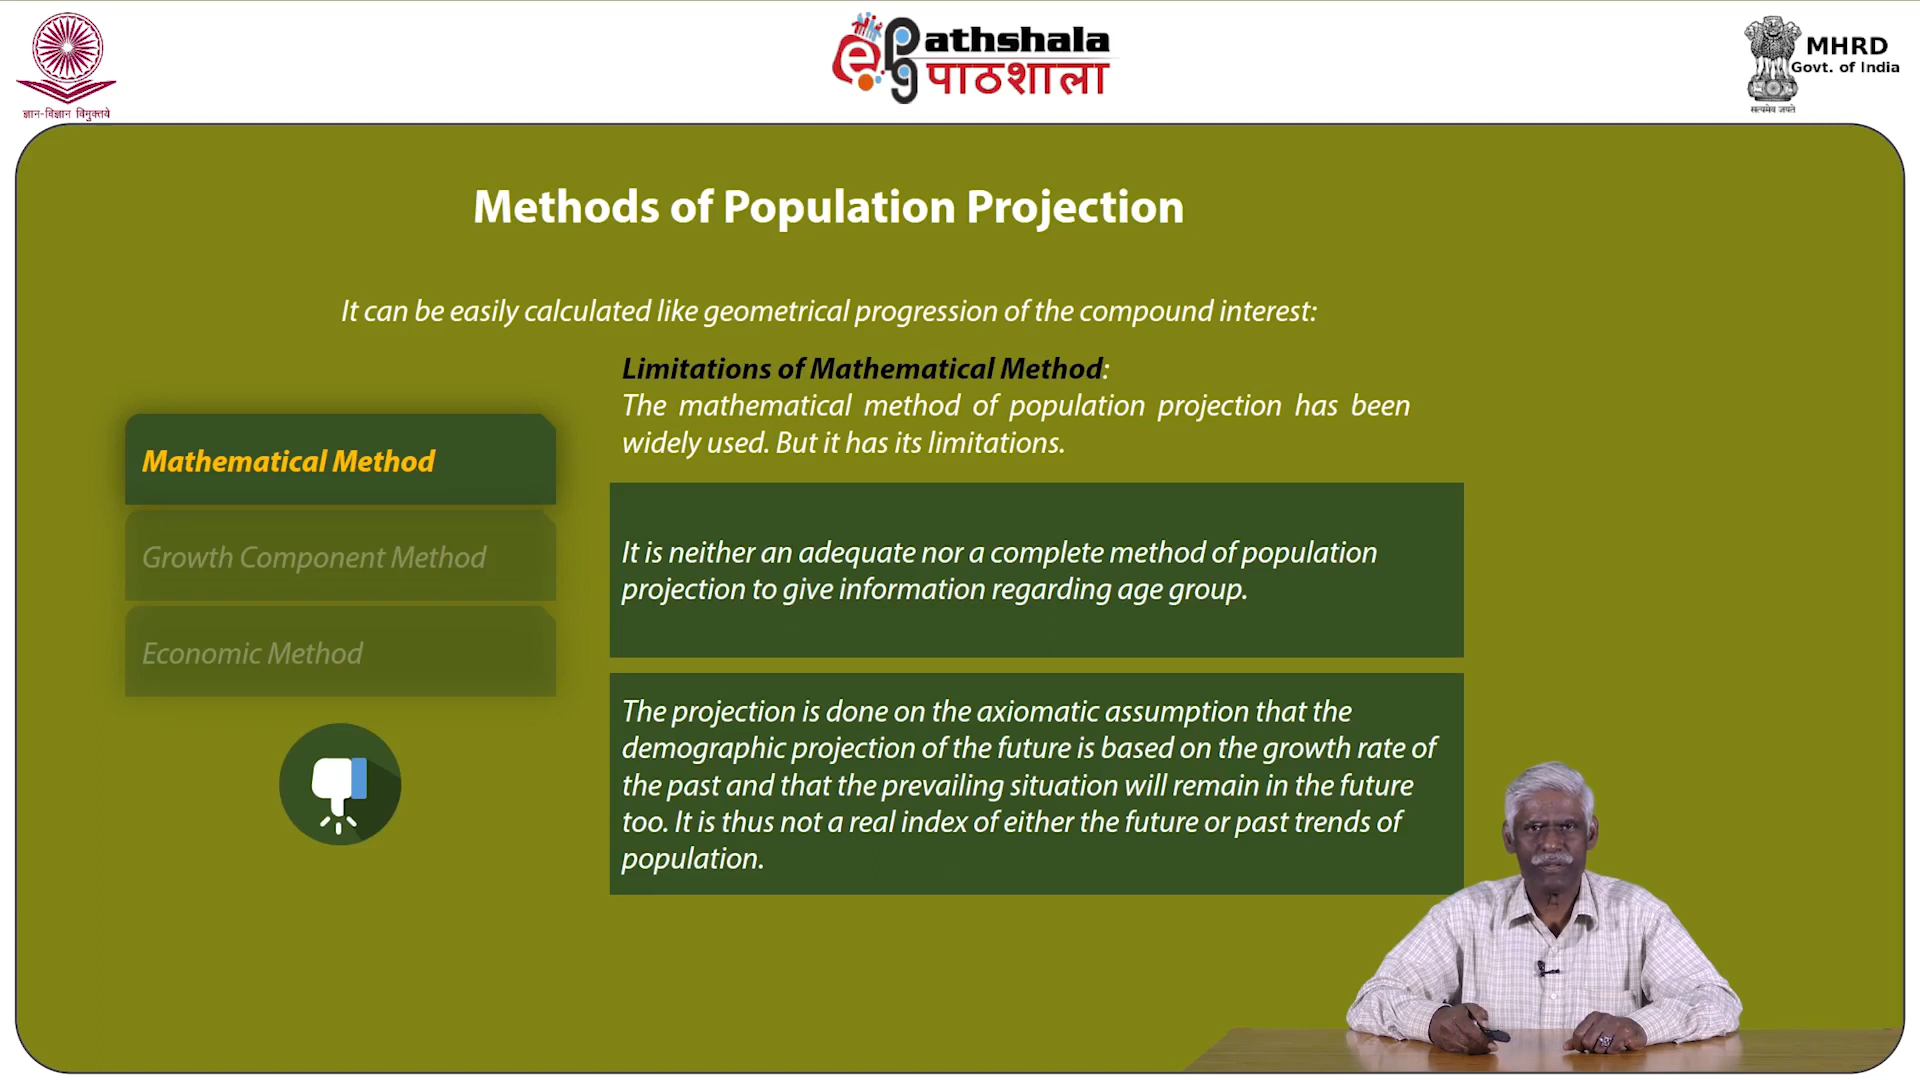 ज्ञान-विज्ञान विमुक्तये
ePG
athshala
पाठशाला
MHRD
Govt. of India
सत्यमेव जयते
Methods of Population Projection
It can be easily calculated like geometrical progression of the compound interest:
Limitations of Mathematical Method:
The mathematical method of population projection has been
widely used. But it has its limitations.
Mathematical Method
Growth Component Method
Economic Method
It is neither an adequate nor a complete method of population
projection to give information regarding age group.
The projection is done on the axiomatic assumption that the
demographic projection of the future is based on the growth rate of
the past and that the prevailing situation will remain in the future
too. It is thus not a real index of either the future or past trends of
population.